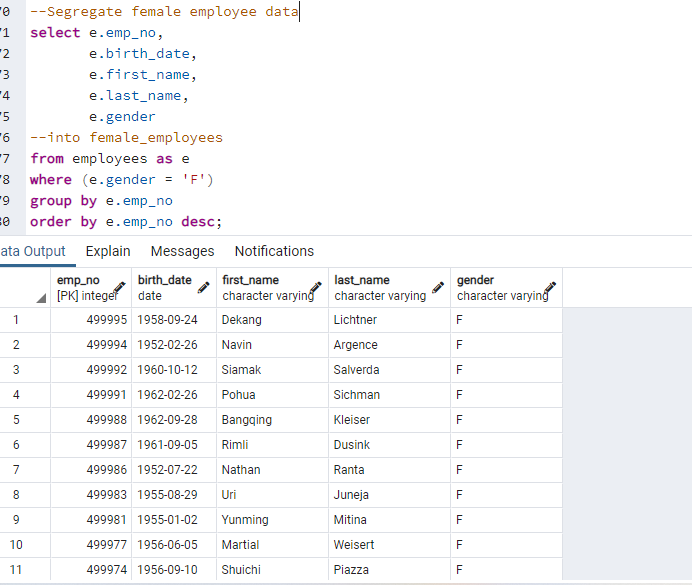 70 --Segregate female employee data
71 select e.emp_no,
72 e.birth_date,
73 e.first_name,
74 e.last_name,
75 e.gender
76 --into female_employees
77 from employees as e
78 where (e.gender = 'F')
79 group by e.emp_no
80 order by e.emp_no desc;
ata Output Explain Messages Notifications
emp_no birth_date first_name last_name gender
[PK] integer date character varying character varying character varying
1 499995 1958-09-24 Dekang Lichtner F
2 499994 1952-02-26 Navin Argence F
3 499992 1960-10-12 Siamak Salverda F
4 499991 1962-02-26 Pohua Sichman F
5 499988 1962-09-28 Bangqing Kleiser F
6 499987 1961-09-05 Rimli Dusink F
7 499986 1952-07-22 Nathan Ranta F
8 499983 1955-08-29 Uri Juneja F
9 499981 1955-01-02 Yunming Mitina F
10 499977 1956-06-05 Martial Weisert F
11 499974 1956-09-10 Shuichi Piazza F